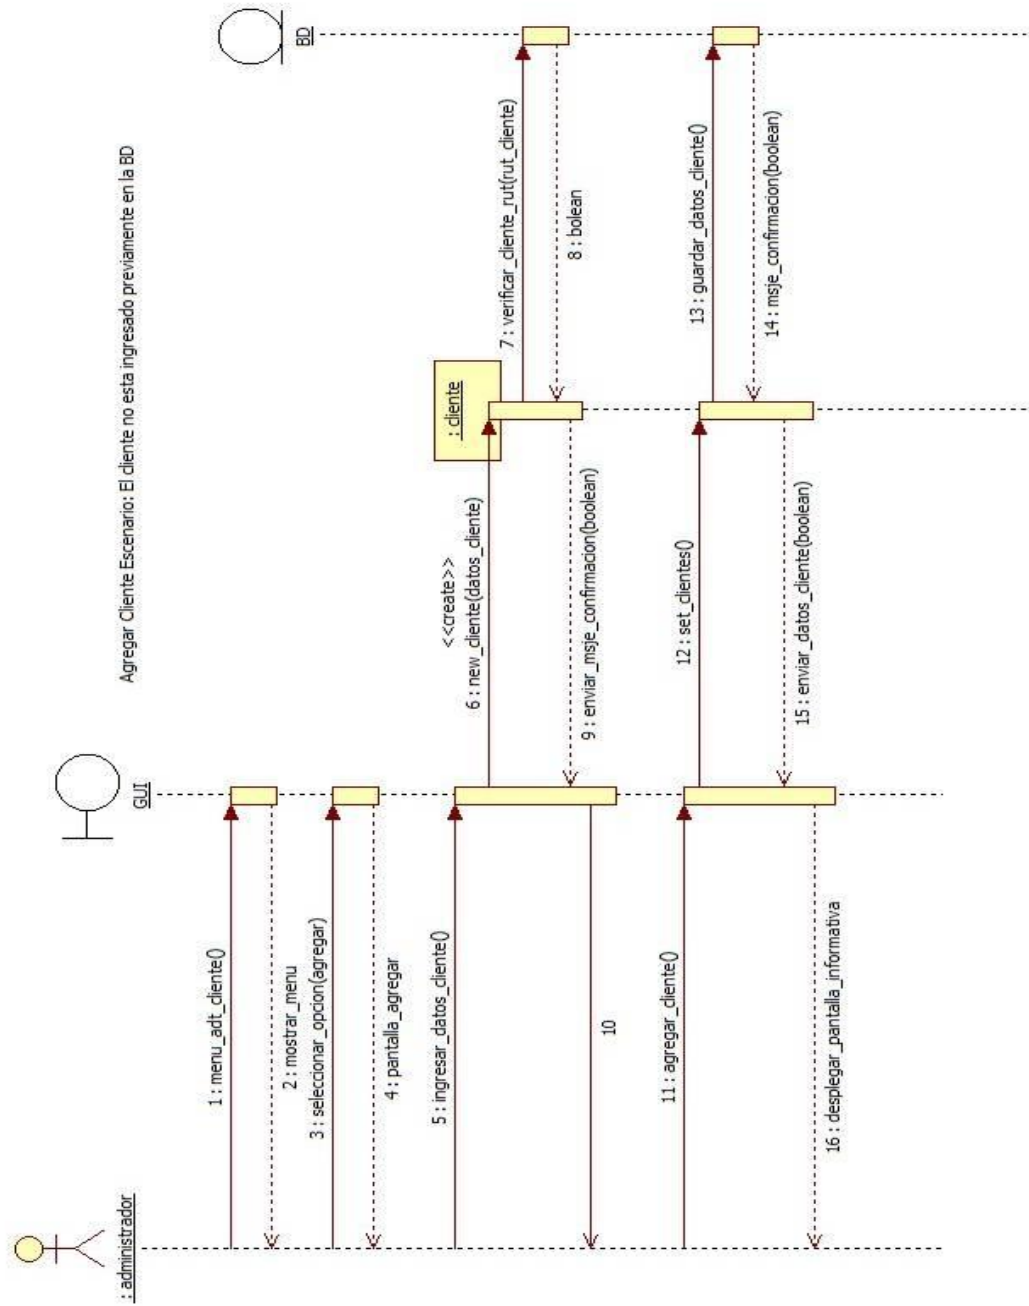 Agregar Cliente Escenario: El cliente no esta ingresado previamente en la BD
: administrador
GUI
: cliente
BD
1 : menu_adt_cliente()
2 : mostrar_menu
3 : seleccionar_opcion(agregar)
4 : pantalla_agregar
5 : ingresar_datos_cliente()
<<create>>
6 : new_cliente(datos_cliente)
7 : verificar_cliente_rut(rut_cliente)
8 : bolean
9 : enviar_msje_confirmacion(boolean)
10
11 : agregar_cliente()
12 : set_clientes()
13 : guardar_datos_cliente()
14 : msje_confirmacion(boolean)
15 : enviar_datos_cliente(boolean)
16 : desplegar_pantalla_informativa